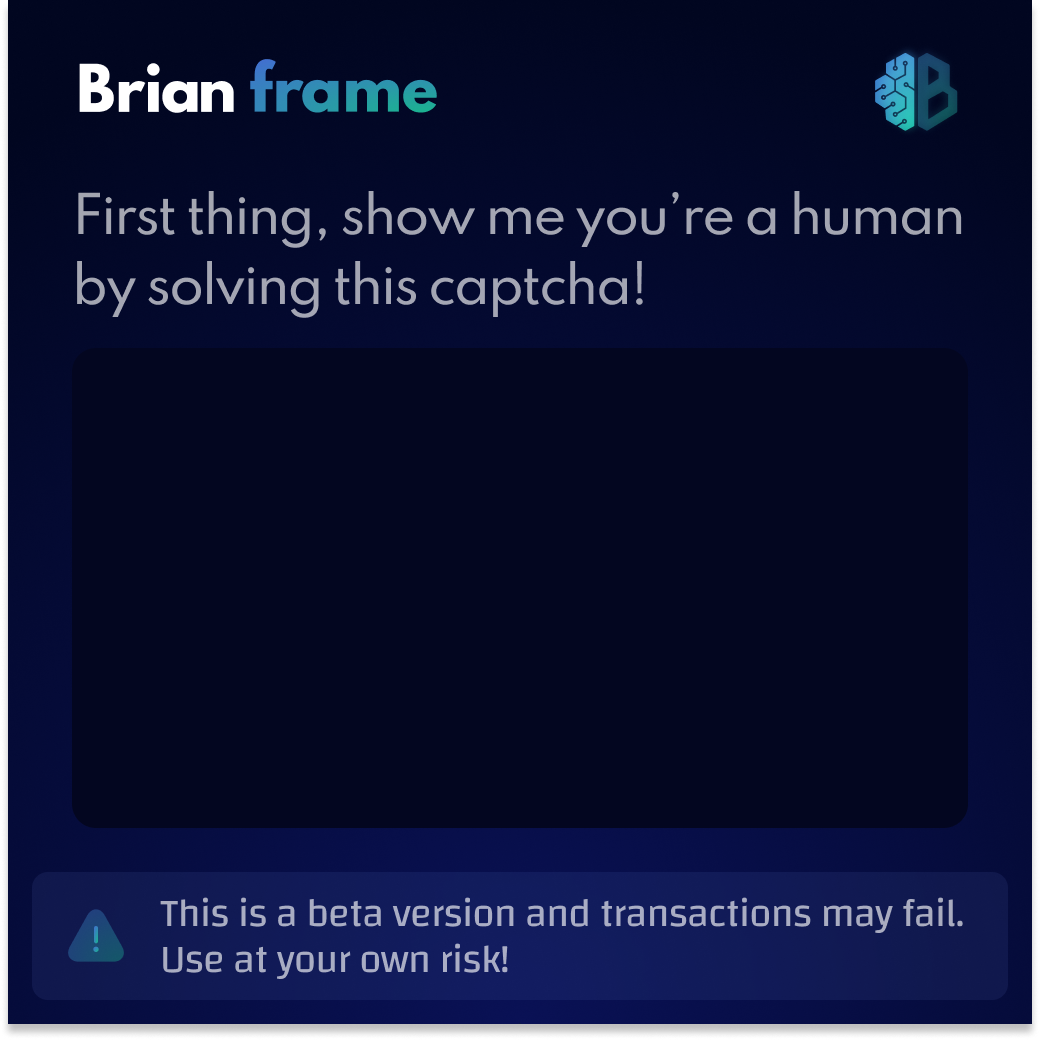 Brian frame
First thing, show me you’re a human
by solving this captcha!
This is a beta version and transactions may fail.
Use at your own risk!